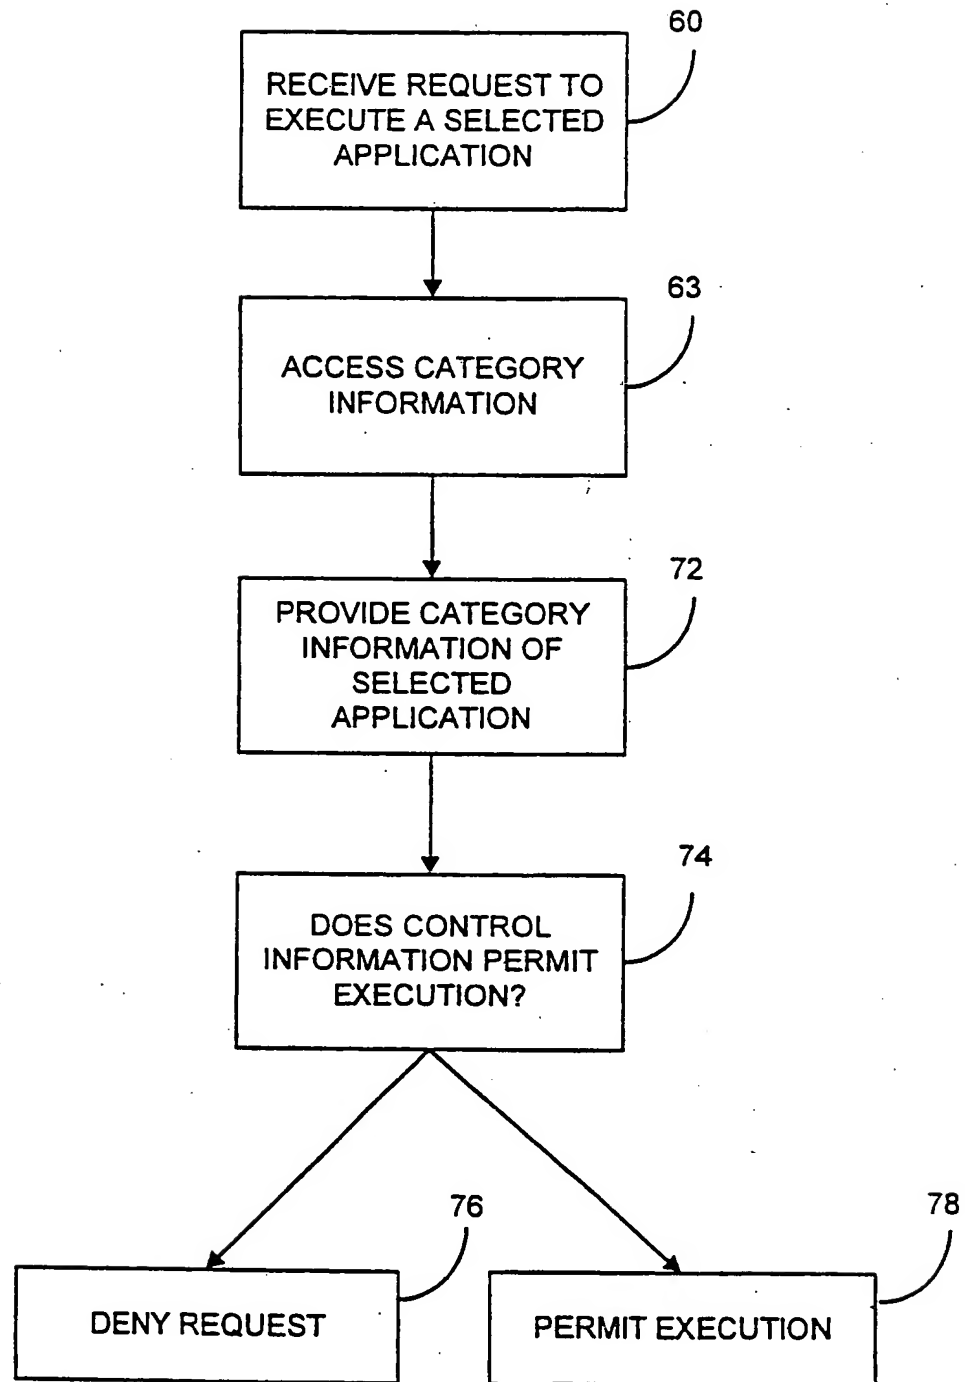 60
RECEIVE REQUEST TO
EXECUTE A SELECTED
APPLICATION
63
ACCESS CATEGORY
INFORMATION
72
PROVIDE CATEGORY
INFORMATION OF
SELECTED
APPLICATION
74
DOES CONTROL
INFORMATION PERMIT
EXECUTION?
76
DENY REQUEST
78
PERMIT EXECUTION